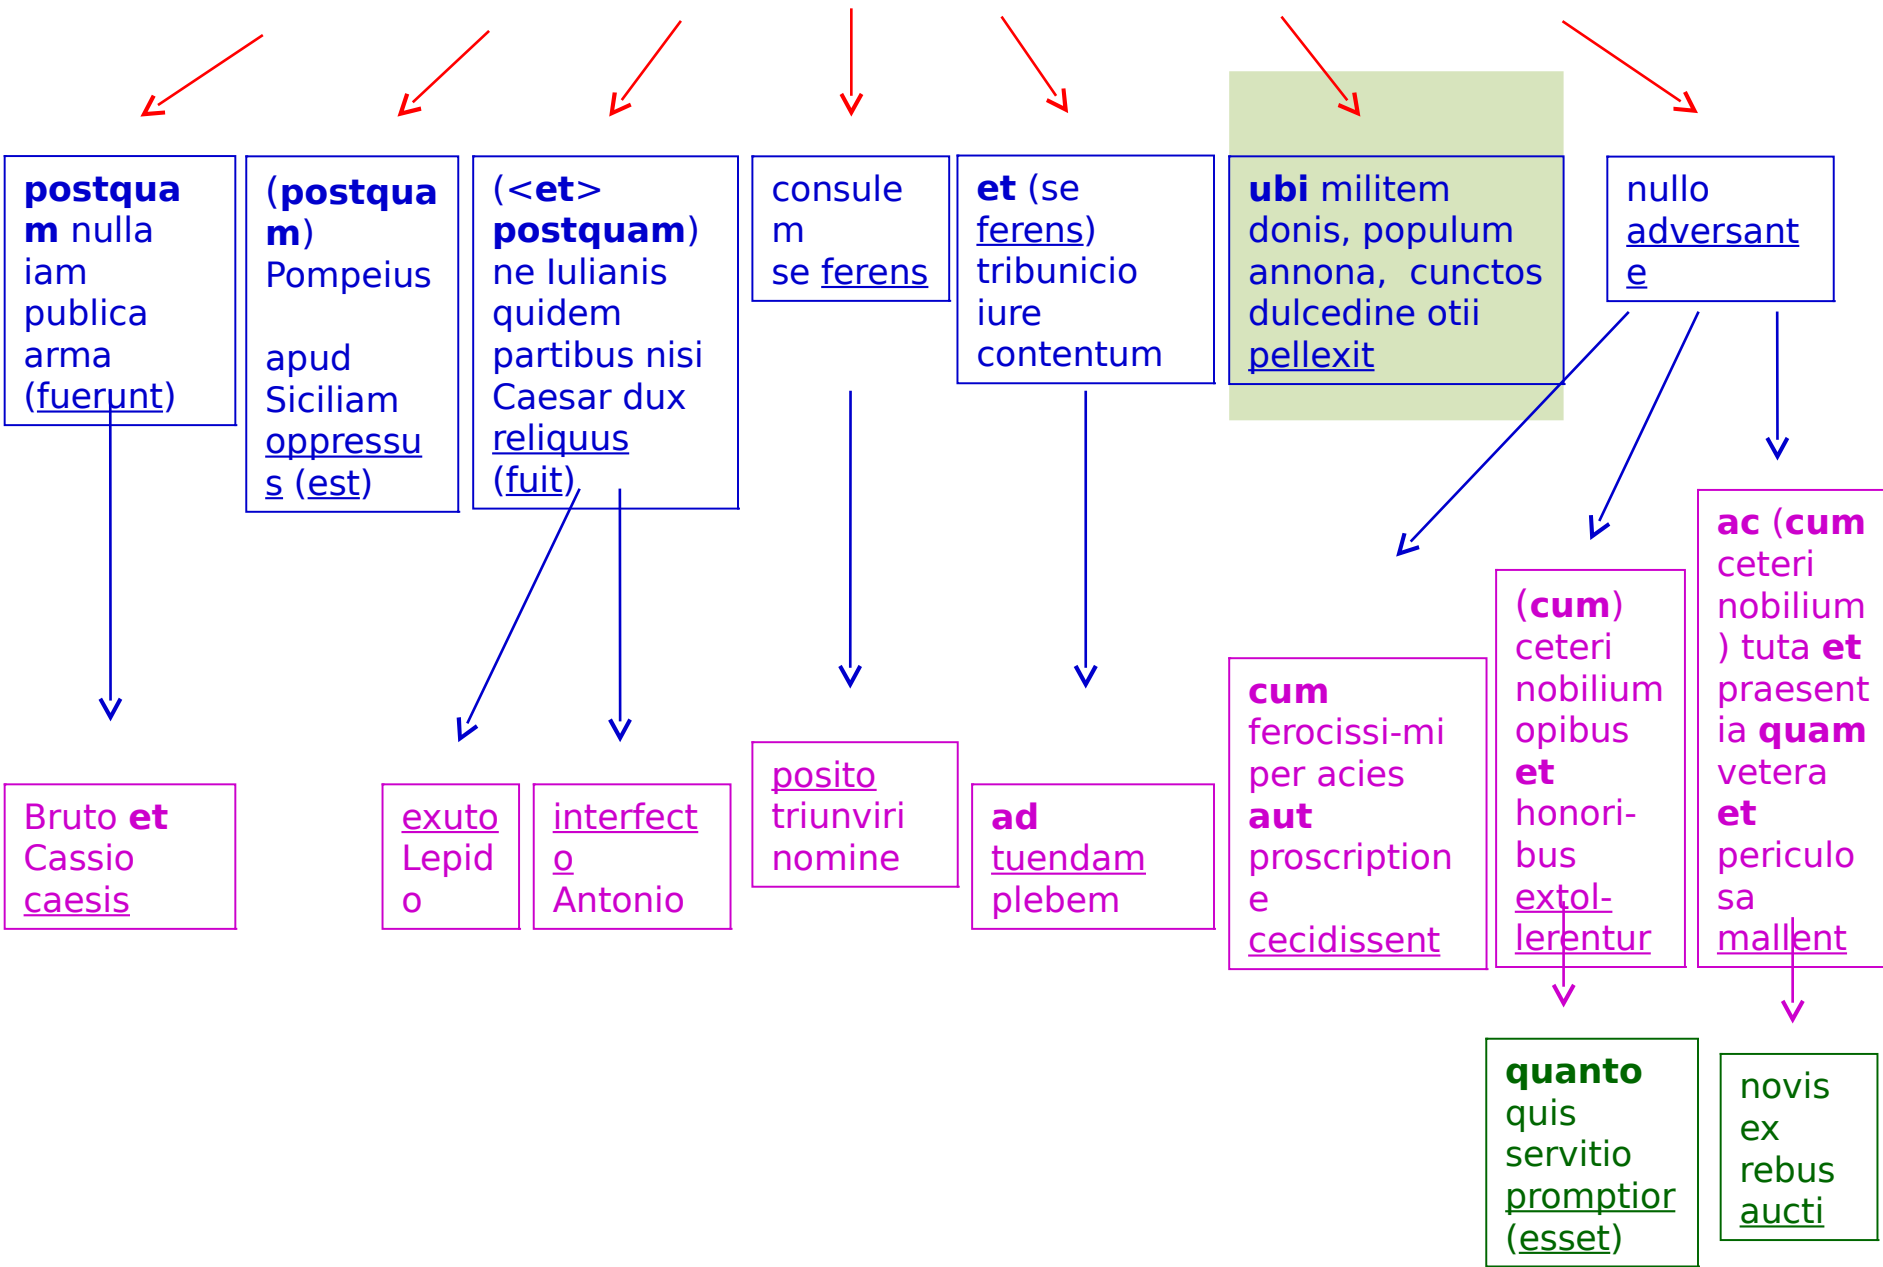 postqua
m nulla
iam
publica
arma
(fuerunt)
(postqua
m)
Pompeius
apud
Siciliam
oppressu
s (est)
(<et>
postquam)
ne Iulianis
quidem
partibus nisi
Caesar dux
reliquus
(fuit)
consule
m
se ferens
et (se
ferens)
tribunicio
iure
contentum
ubi militem
donis, populum
annona,  cunctos
dulcedine otii
pellexit
nullo
adversant
e
Bruto et
Cassio
caesis
exuto
Lepid
o
interfect
o
Antonio
posito
triunviri
nomine
ad
tuendam
plebem
cum
ferocissi-mi
per acies
aut
proscription
e
cecidissent
(cum)
ceteri
nobilium
opibus
et
honori-
bus
extol-
lerentur
ac (cum
ceteri
nobilium
) tuta et
praesent
ia quam
vetera
et
periculo
sa
mallent
quanto
quis
servitio
promptior
(esset)
novis
ex
rebus
aucti